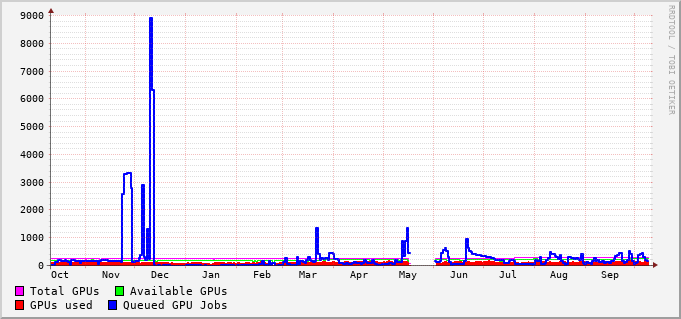 9000
8000
7000
6000
5000
4000
3000
2000
1000
0
Oct Nov Dec Jan Feb Mar Apr May Jun Jul Aug Sep
Total GPUs Available GPUs
GPUs used Queued GPU Jobs
RRDTOOL / TOBI OETIKER